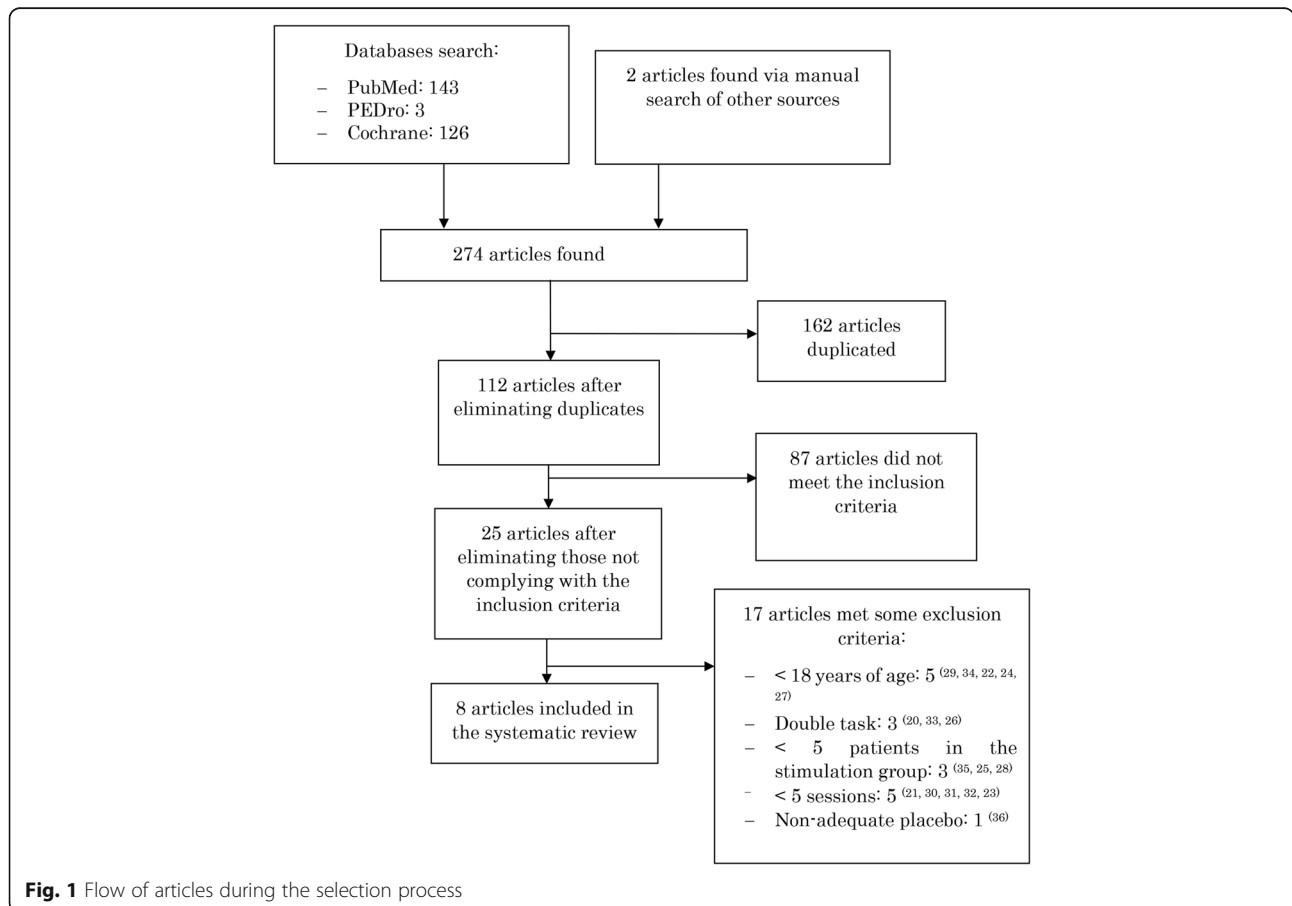 Databases search:
– PubMed: 143
– PEDro: 3
– Cochrane: 126
2 articles found via manual
search of other sources
274 articles found
162 articles
duplicated
112 articles after
eliminating duplicates
87 articles did not
meet the inclusion
criteria
25 articles after
eliminating those not
complying with the
inclusion criteria
17 articles met some exclusion
criteria:
– < 18 years of age: 5 (29, 34, 22, 24,
27)
– Double task: 3 (20, 33, 26)
– < 5 patients in the
stimulation group: 3 (35, 25, 28)
– < 5 sessions: 5 (21, 30, 31, 32, 23)
– Non-adequate placebo: 1 (36)
8 articles included in
the systematic review
Fig. 1 Flow of articles during the selection process